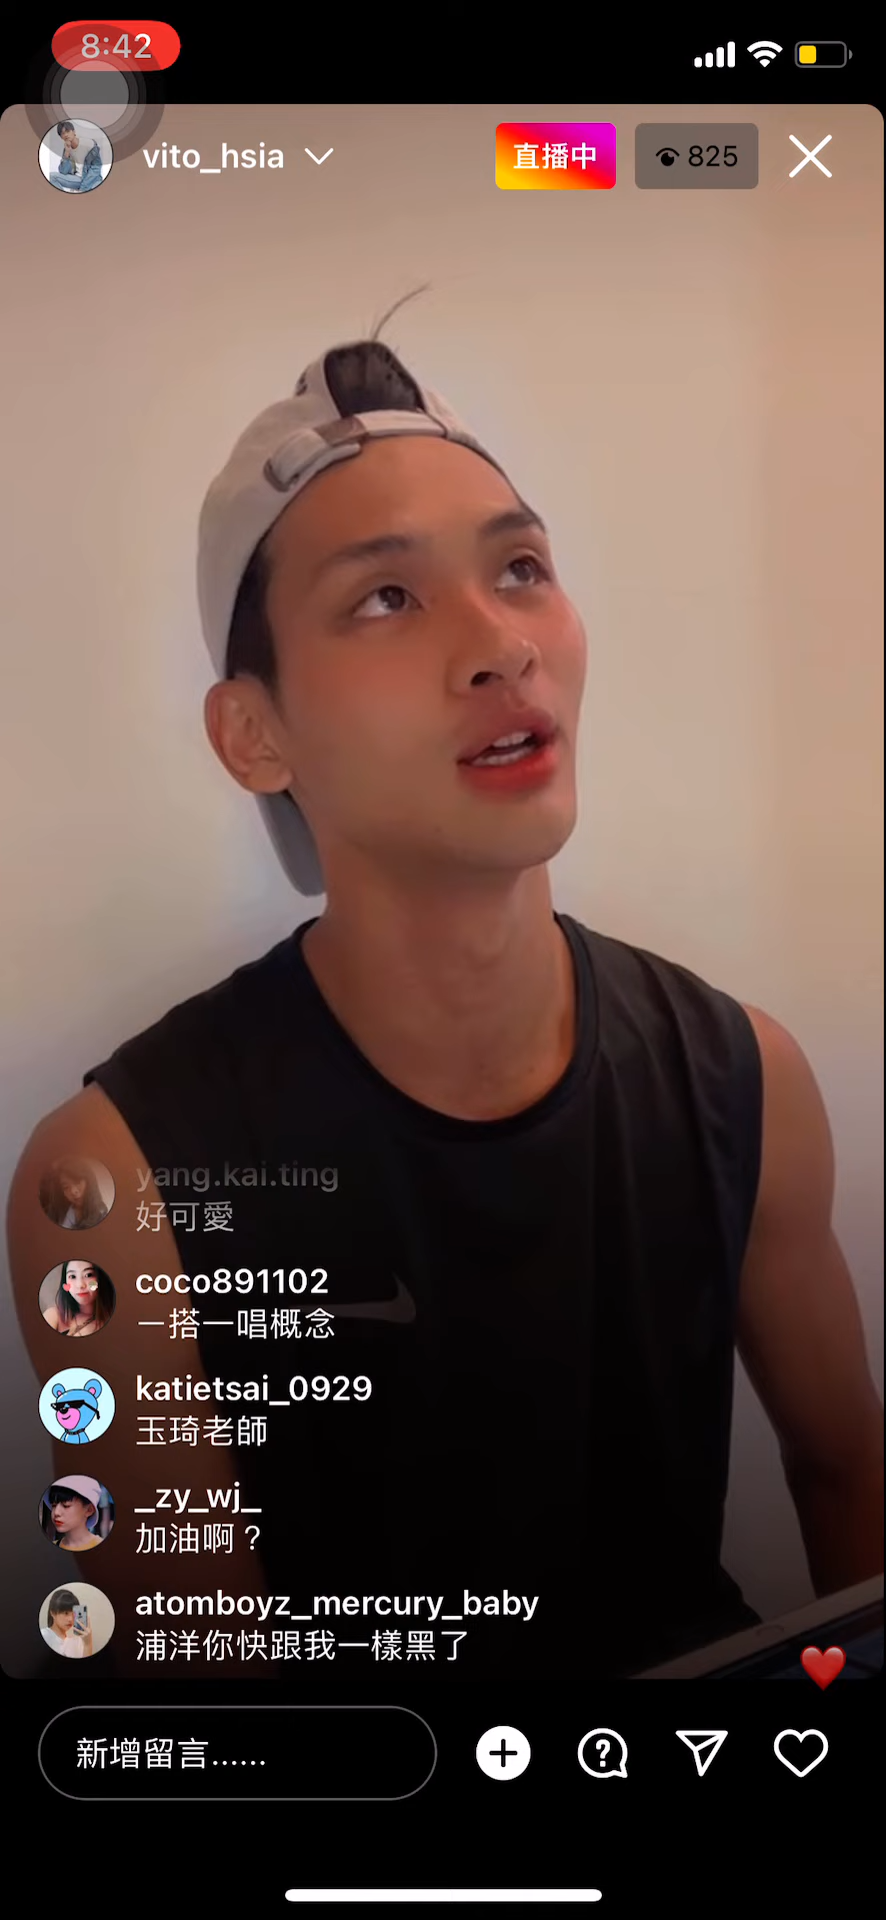 8:42
vito_hsia
直播中
825
yang.kai.ting
好可愛
coco891102
一搭一唱概念
katietsai_0929
玉琦老師
_zy_wj_
加油啊？
atomboyz_mercury_baby
浦洋你快跟我一樣黑了
新增留言......